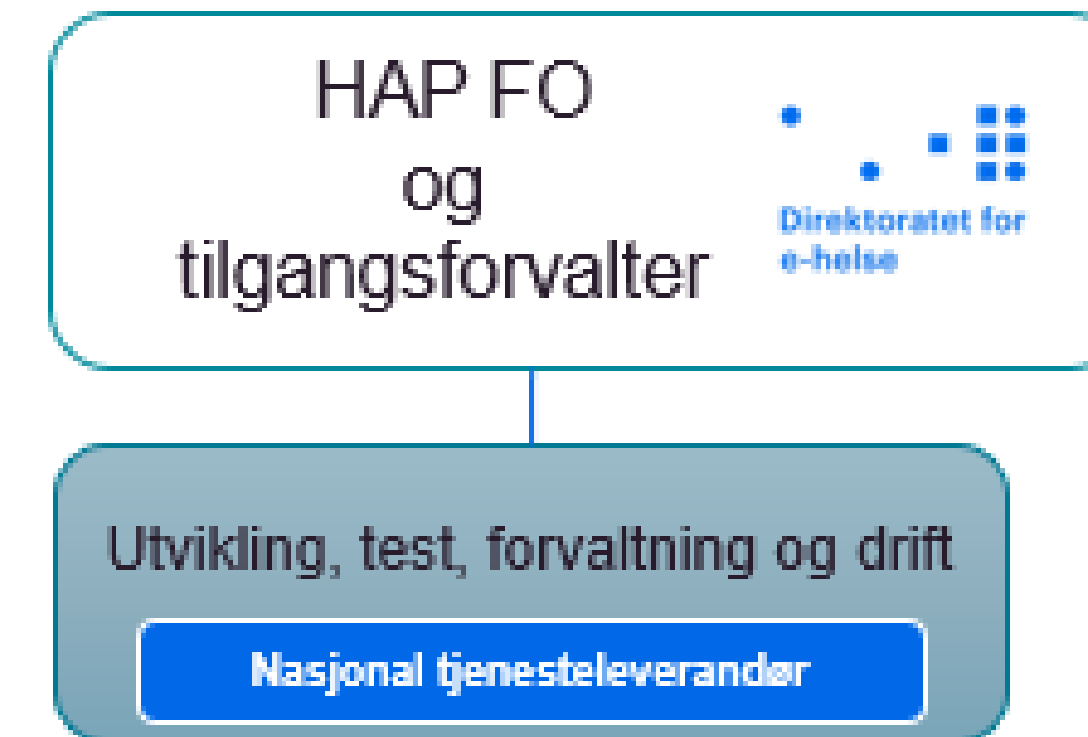 HAP FO
og
tilgangsforvalter
Direktoratet for
e-helse
Utvikling, test, forvaltning og drift
Nasjonal tjenesteleverandør